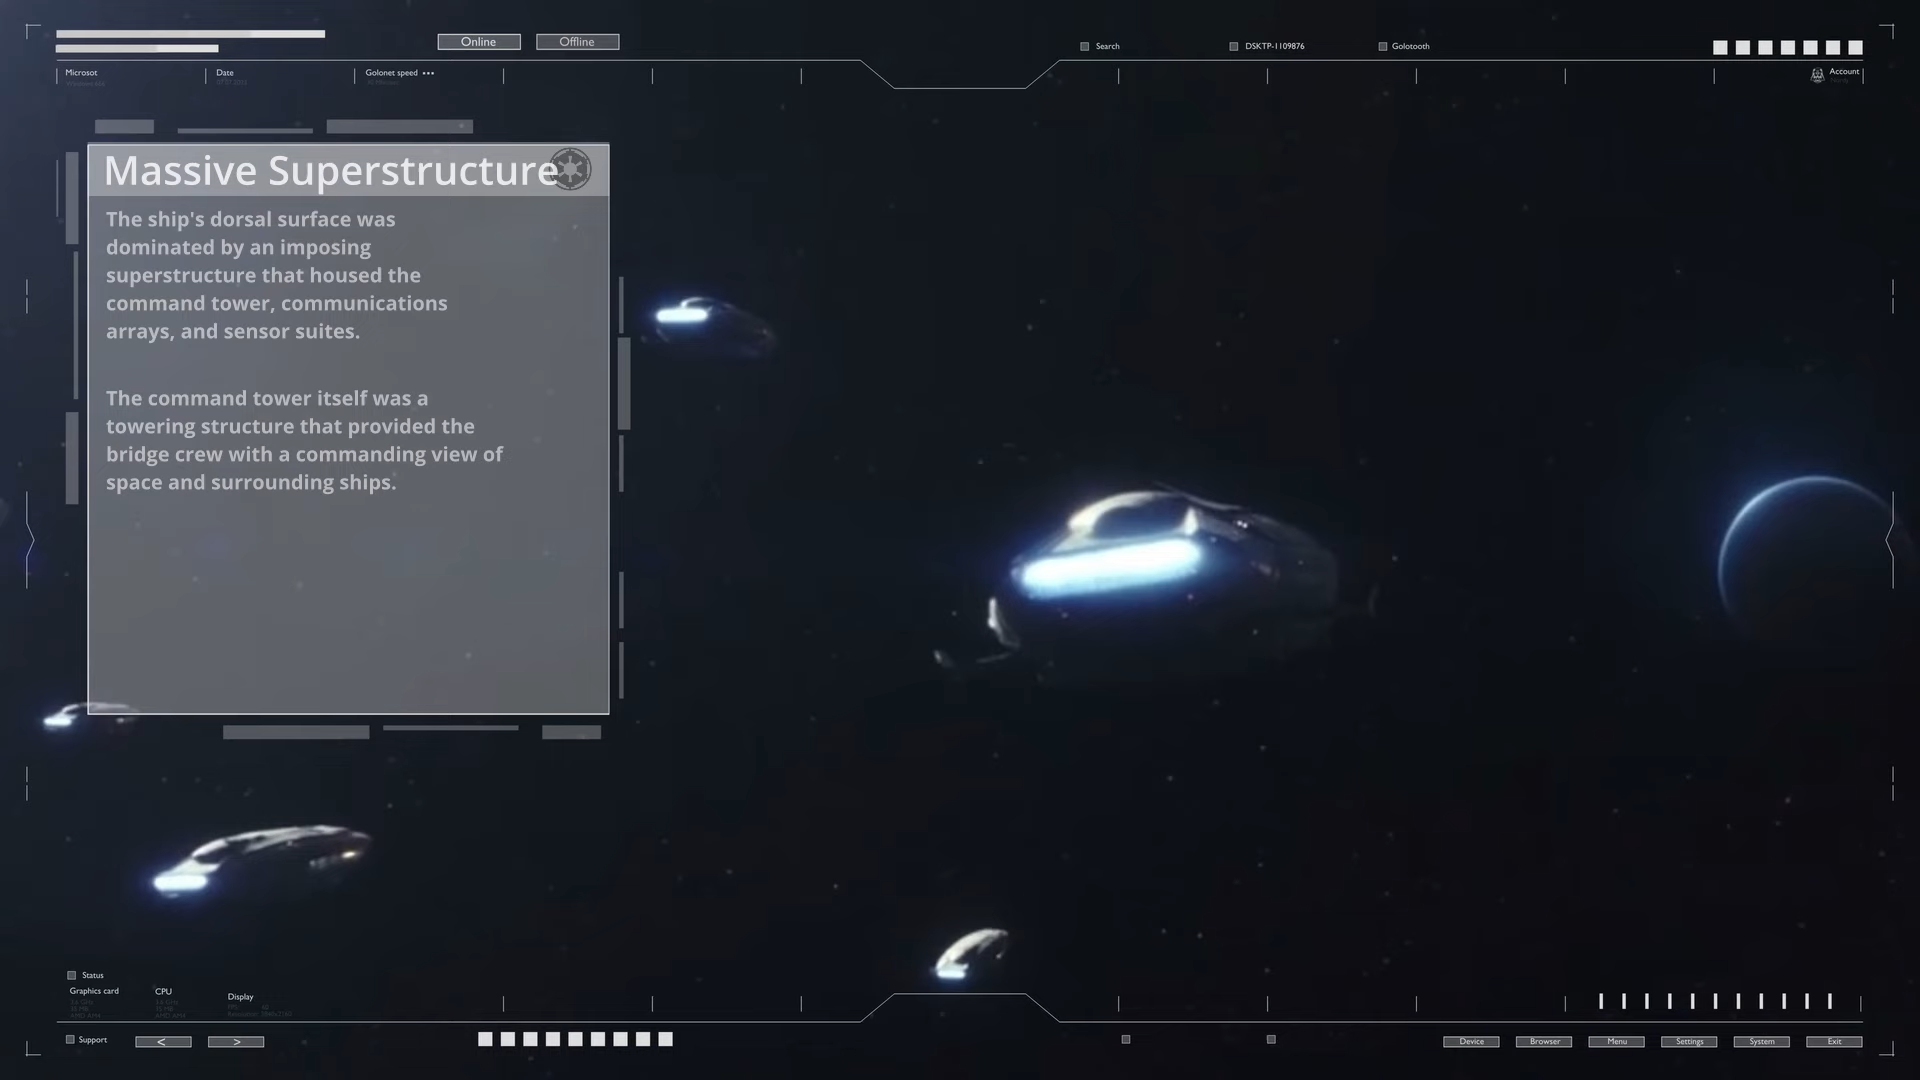 Online
Offline
Search
DSKTP-1109876
Golotooth
Microsot
Date
Golonet speed
Account
Massive Superstructure
The ship's dorsal surface was
dominated by an imposing
superstructure that housed the
command tower, communications
arrays, and sensor suites.
The command tower itself was a
towering structure that provided the
bridge crew with a commanding view of
space and surrounding ships.
Status
Graphics card
CPU
Display
Support
<
>
Device
Browser
Menu
Settings
System
Exit